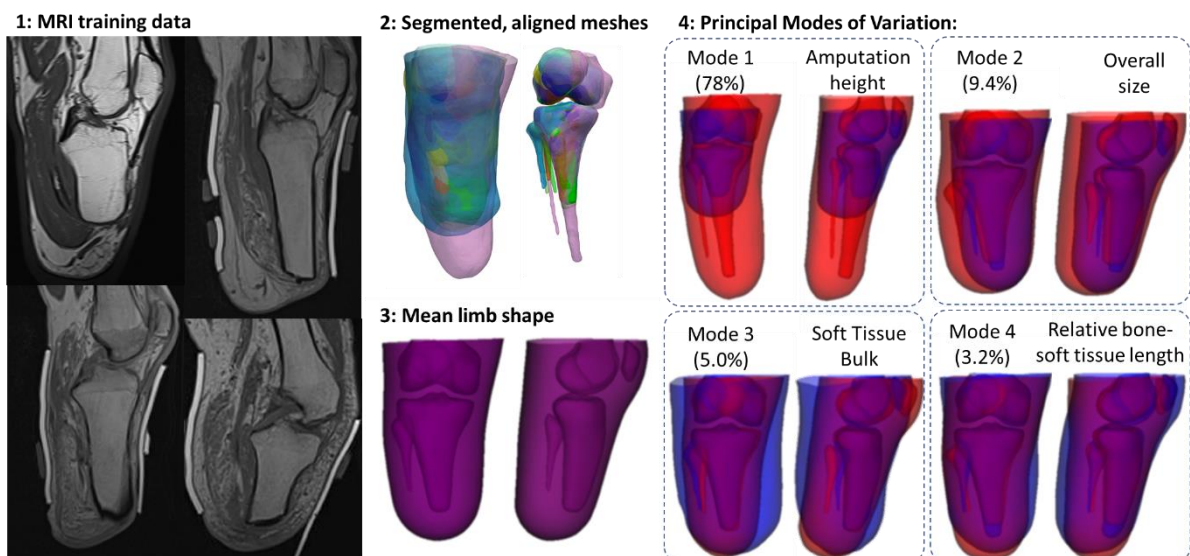 1: MRI training data
2: Segmented, aligned meshes
3: Mean limb shape
4: Principal Modes of Variation:
Mode 1
(78%)
Amputation
height
Mode 2
(9.4%)
Overall
size
Mode 3
(5.0%)
Soft Tissue
Bulk
Mode 4
(3.2%)
Relative bone-
soft tissue length